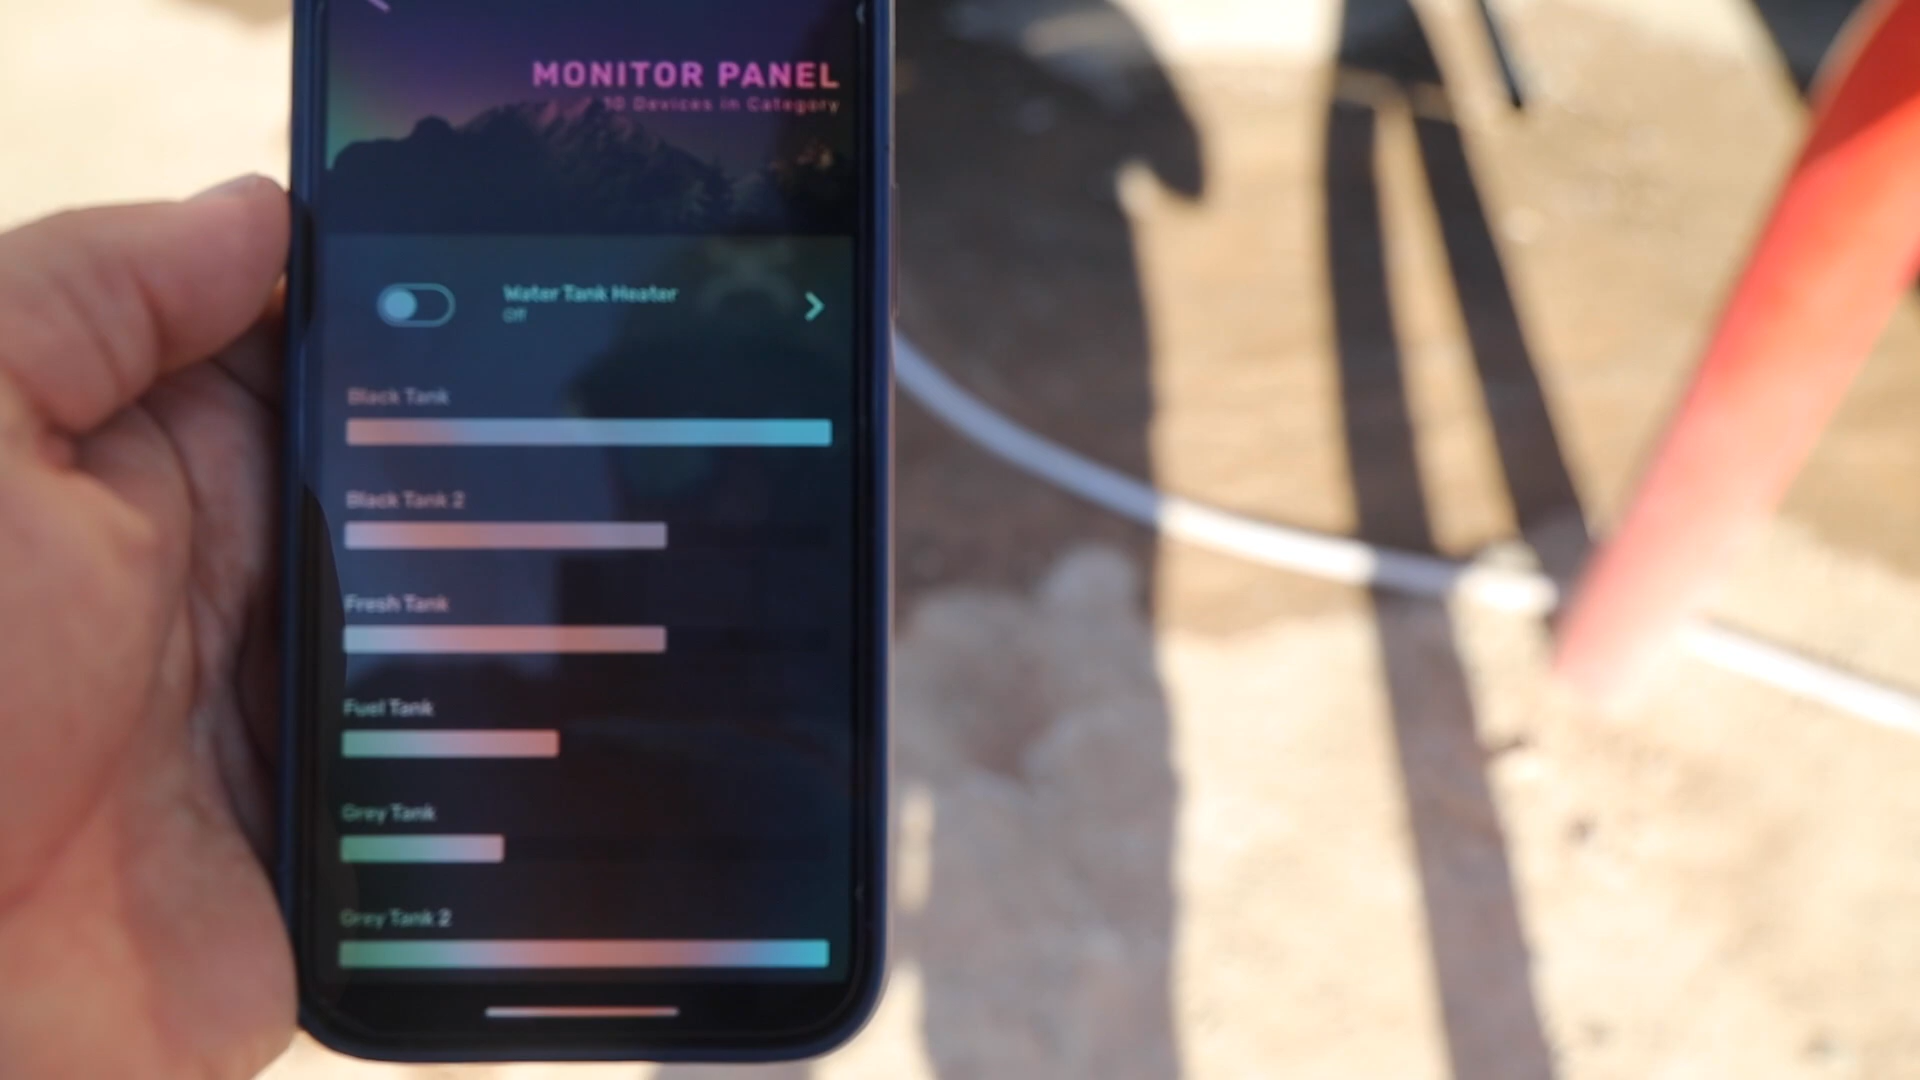 MONITOR PANEL
10 Devices in Category
Water Tank Heater
Off
Black Tank
Black Tank 2
Fresh Tank
Fuel Tank
Grey Tank
Grey Tank 2